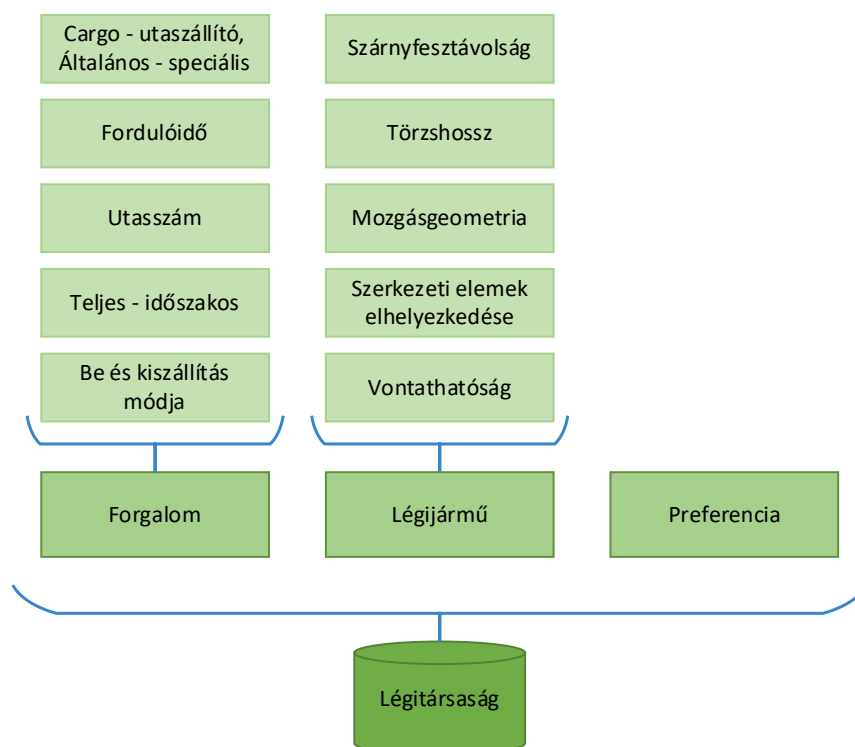 Cargo - utaszállító,
Általános - speciális
Fordulóidő
Utasszám
Teljes - időszakos
Be és kiszállítás
módja
Szárnyfesztávolság
Törzshossz
Mozgásgeometria
Szerkezeti elemek
elhelyezkedése
Vontathatóság
Forgalom
Légijármű
Preferencia
Légitársaság